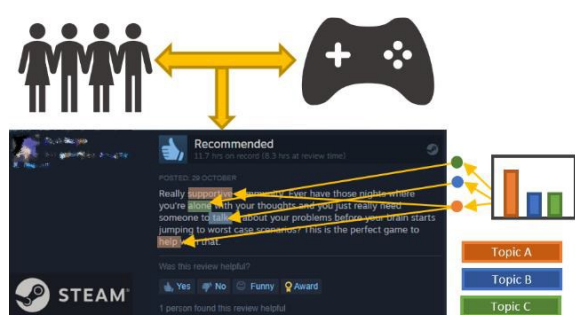 Recommended
11.7 hrs on record (8.3 hrs at review time)
POSTED: 29 OCTOBER
Really supportive community. Ever have those nights where
you're alone with your thoughts and you just really need
someone to talk about your problems before your brain starts
jumping to worst case scenarios? This is the perfect game to
help with that.
Was this review helpful?
Yes No Funny Award
1 person found this review helpful
STEAM
Topic A
Topic B
Topic C